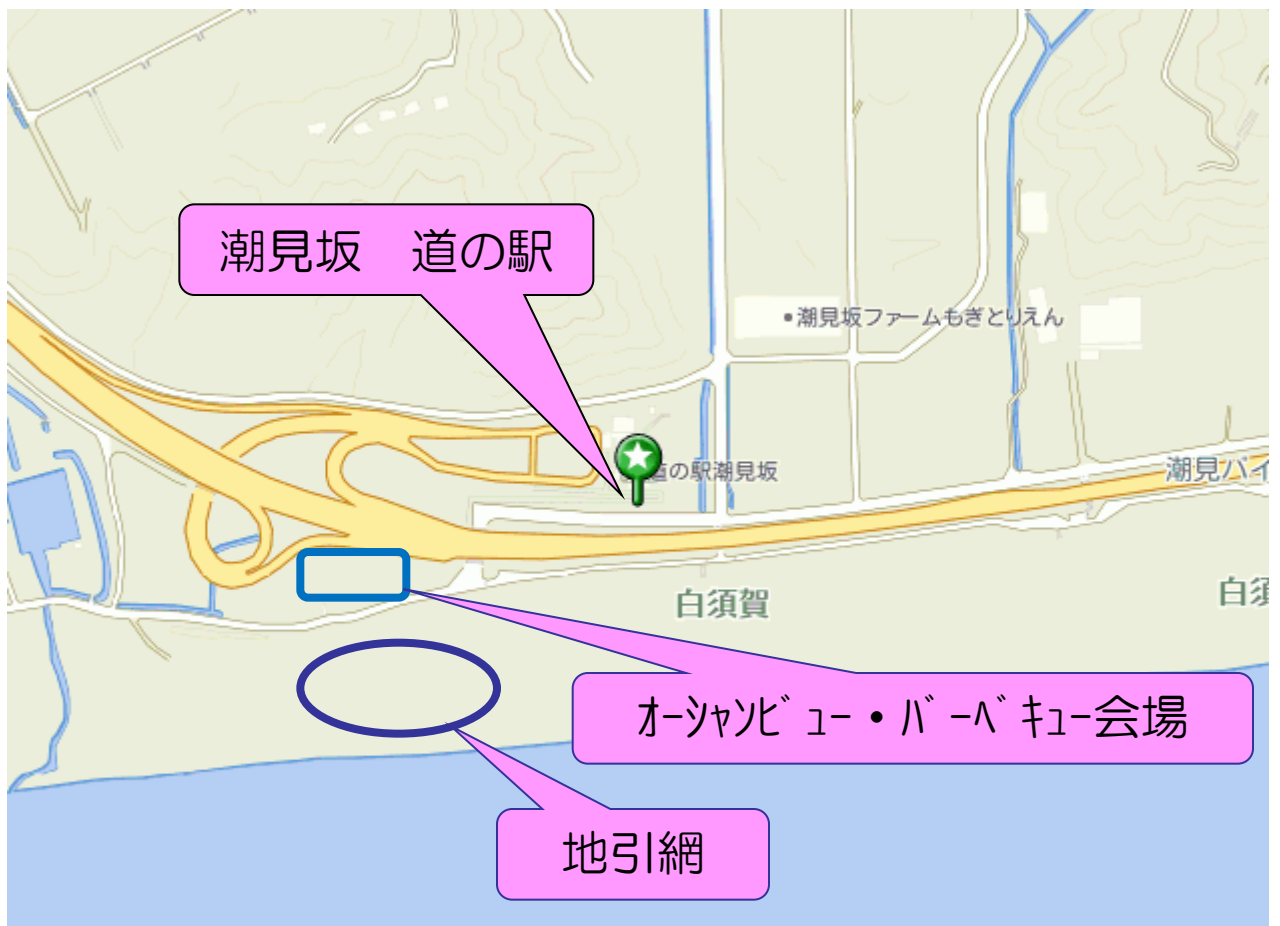 潮見坂　道の駅
•潮見坂ファームもぎとりえん
道の駅潮見坂
潮見バイ
白須賀
白須
ｵｰｼｬﾝﾋﾞｭｰ・ﾊﾞｰﾍﾞｷｭｰ会場
地引網